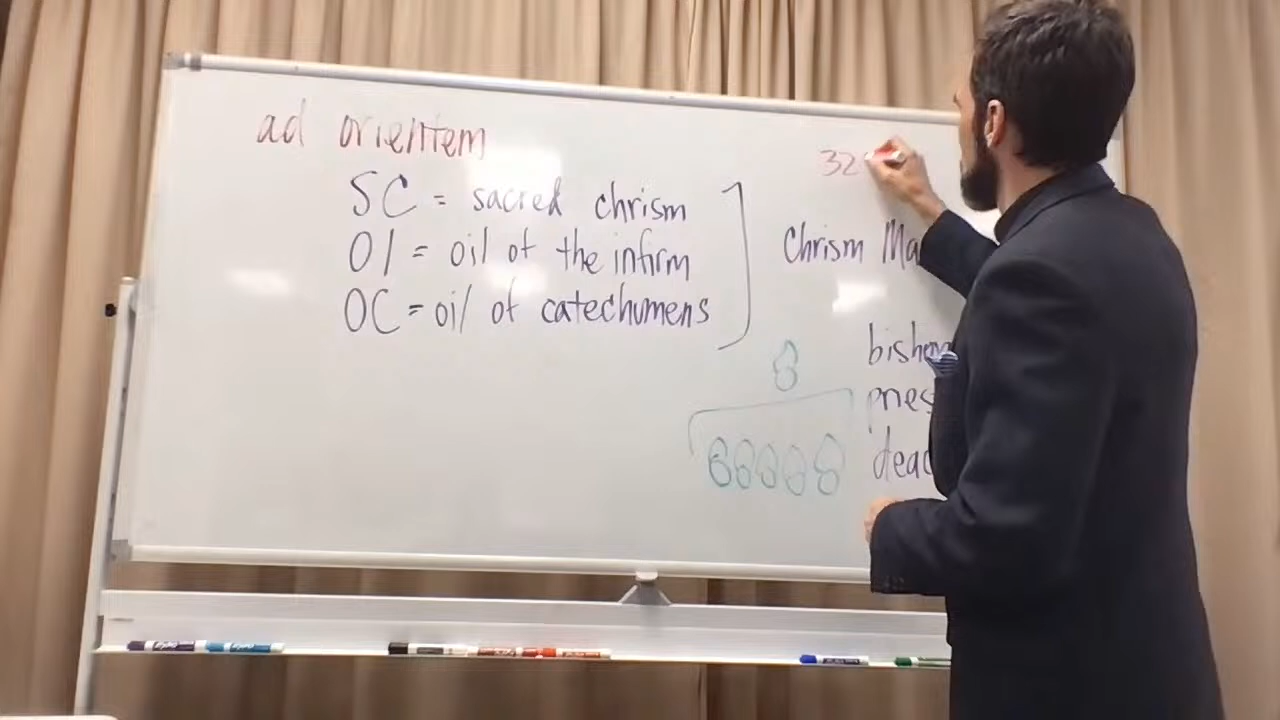 ad orientem
SC = sacred chrism
OI = oil of the infirm
OC = oil of catechumens
32
Chrism Ma
bishop
pries
deac